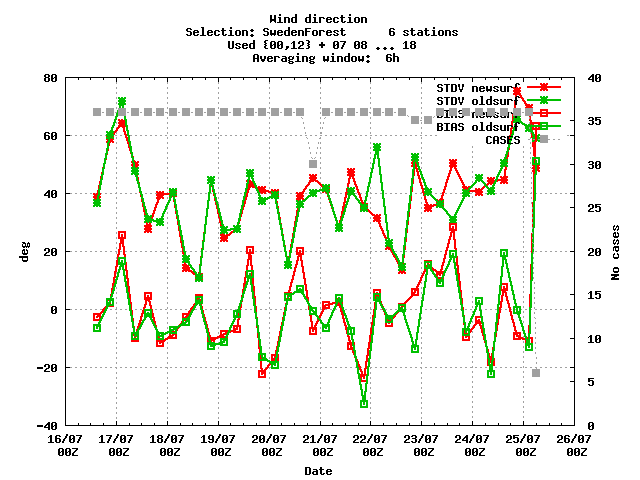 Wind direction
Selection: SwedenForest 6 stations
Used {00,12} + 07 08 ... 18
Averaging window: 6h
80 40
STDV newsurf
STDV oldsurf
BIAS newsurf
BIAS oldsurf
CASES
60 35
30
40
25
deg No cases
20 20
15
0
10
-20
5
-40 0
16/07 17/07 18/07 19/07 20/07 21/07 22/07 23/07 24/07 25/07 26/07
00Z 00Z 00Z 00Z 00Z 00Z 00Z 00Z 00Z 00Z 00Z
Date